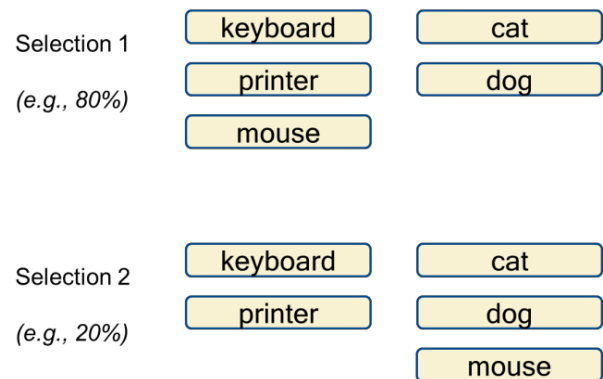 Selection 1
(e.g., 80%)
keyboard
printer
mouse
cat
dog
Selection 2
(e.g., 20%)
keyboard
printer
cat
dog
mouse